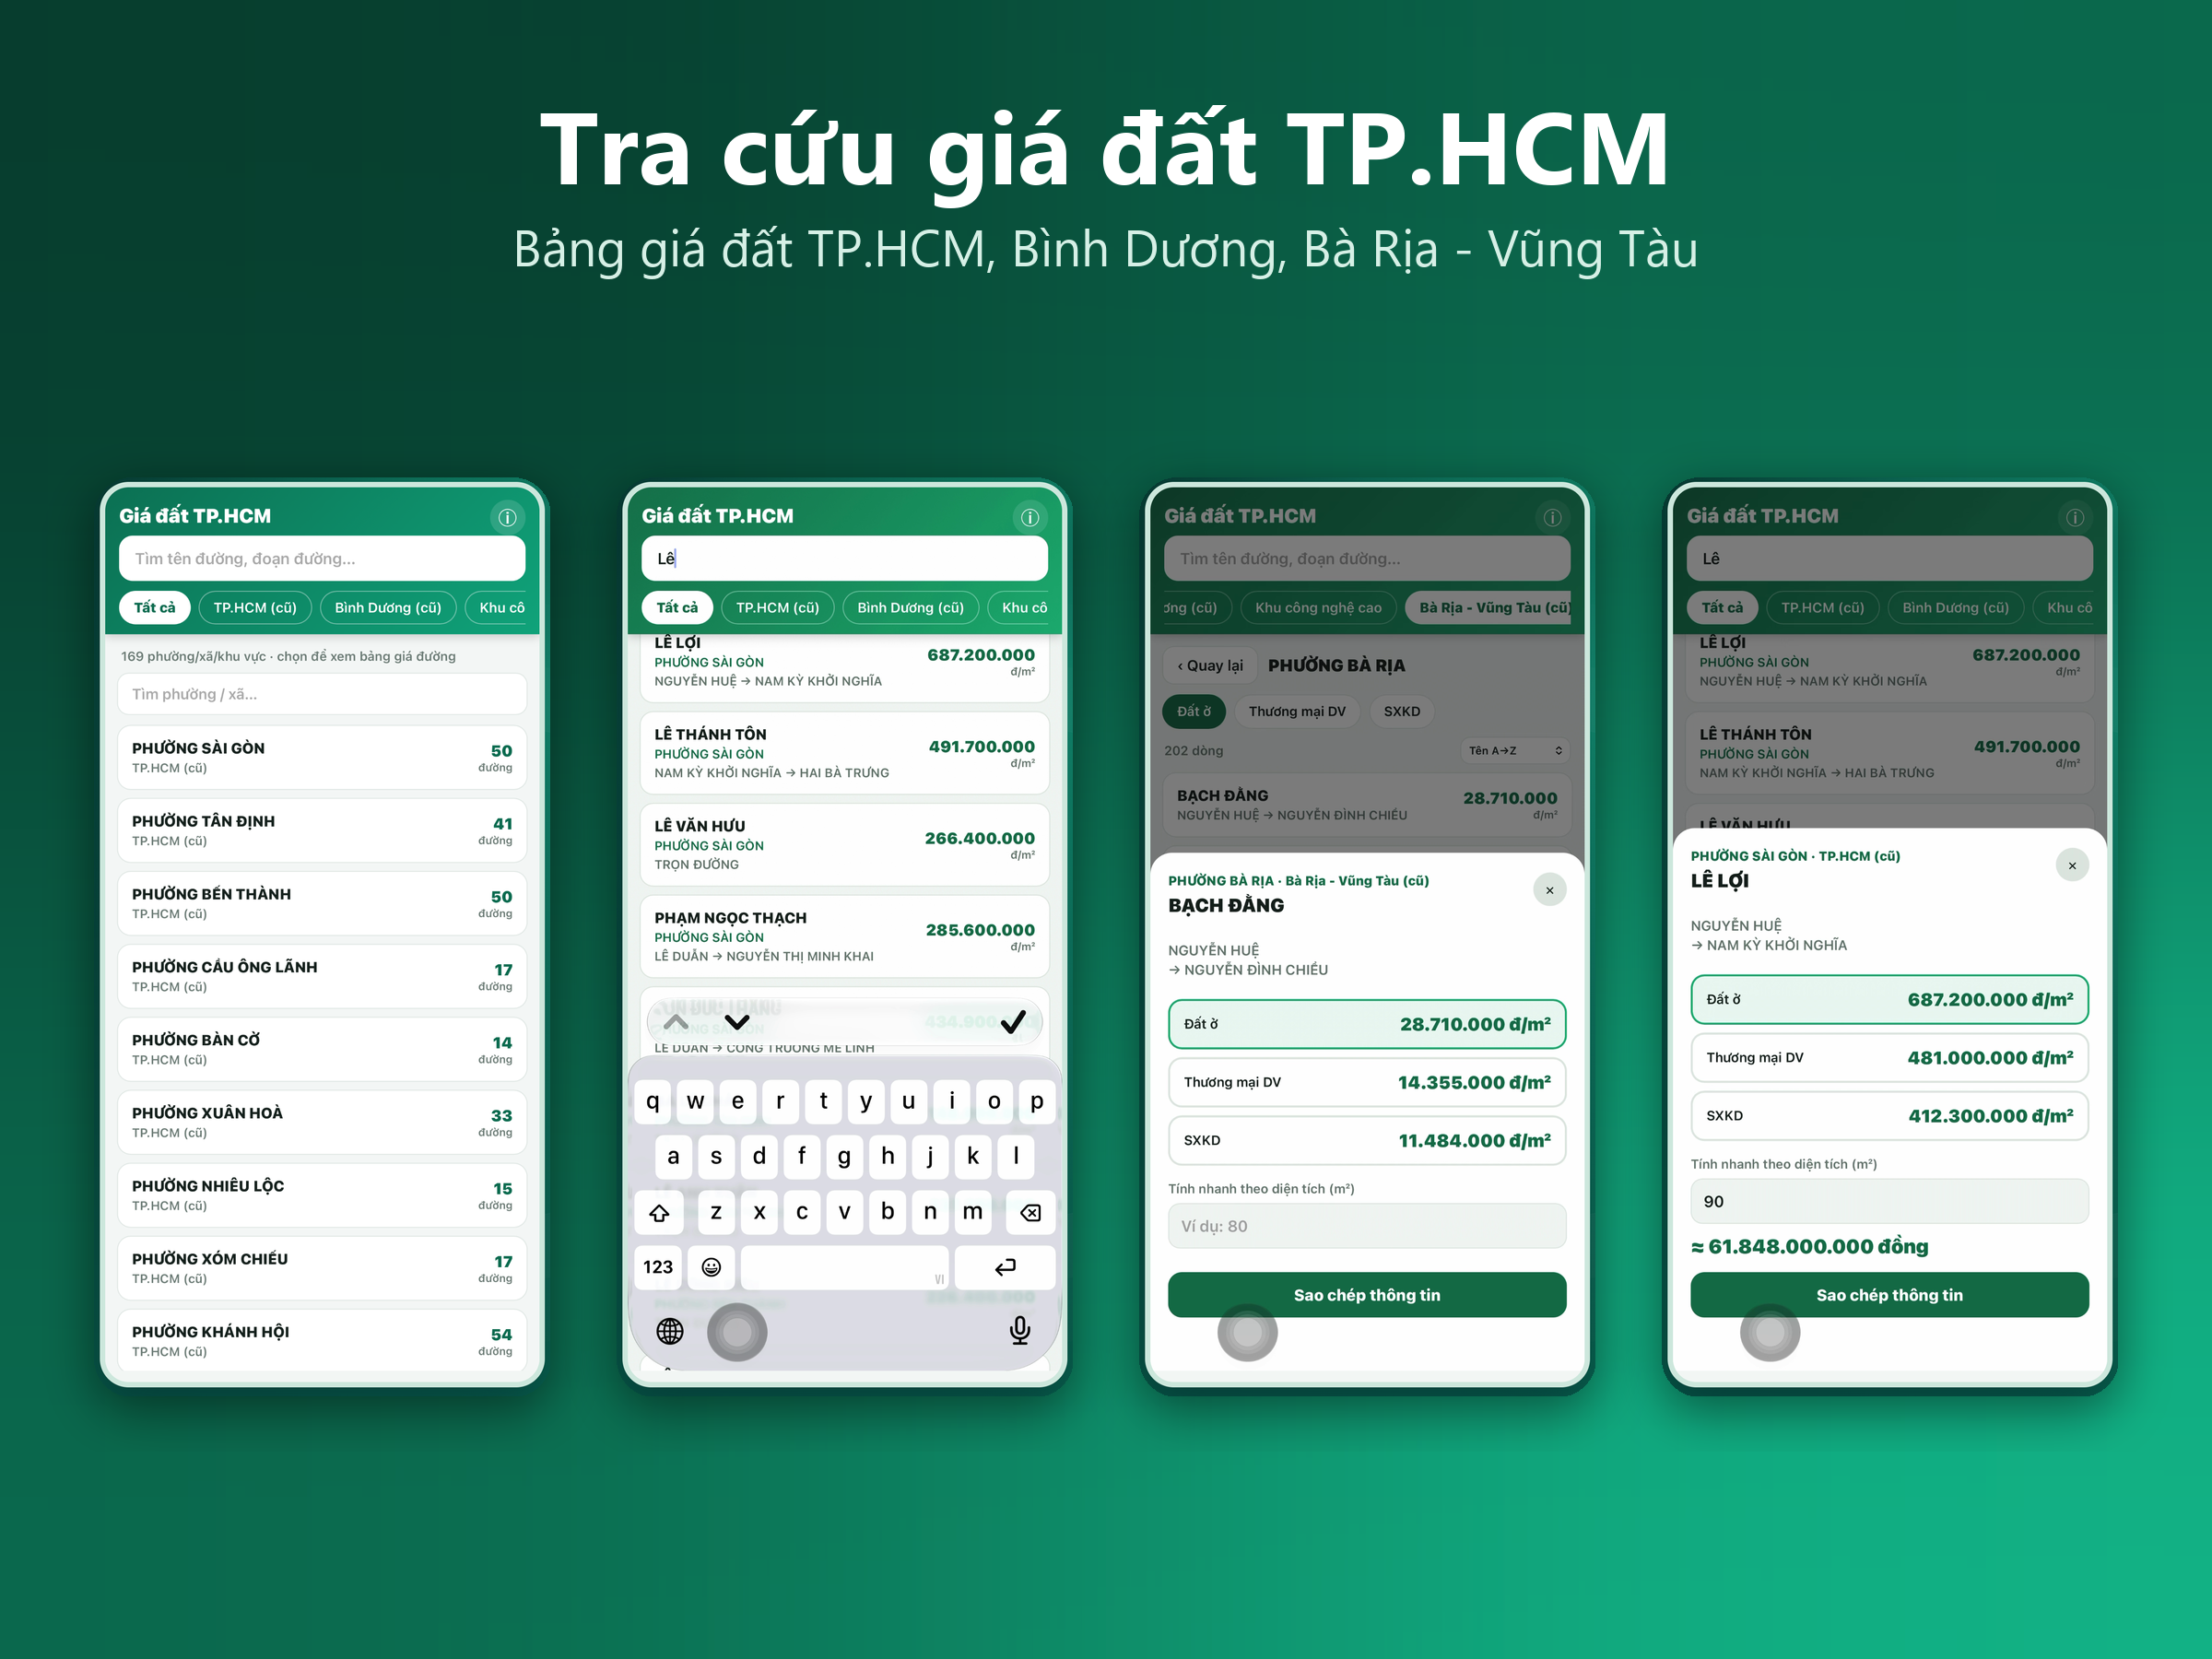 Tra cứu giá đất TP.HCM
Bảng giá đất TP.HCM, Bình Dương, Bà Rịa - Vũng Tàu
Giá đất TP.HCM
Tìm tên đường, đoạn đường...
Tất cả TP.HCM (cũ) Bình Dương (cũ) Khu cô
169 phường/xã/khu vực · chọn để xem bảng giá đường
Tìm phường / xã...
PHƯỜNG SÀI GÒN 50
TP.HCM (cũ) đường
PHƯỜNG TÂN ĐỊNH 41
TP.HCM (cũ) đường
PHƯỜNG BẾN THÀNH 50
TP.HCM (cũ) đường
PHƯỜNG CẦU ÔNG LÃNH 17
TP.HCM (cũ) đường
PHƯỜNG BÀN CỜ 14
TP.HCM (cũ) đường
PHƯỜNG XUÂN HOÀ 33
TP.HCM (cũ) đường
PHƯỜNG NHIÊU LỘC 15
TP.HCM (cũ) đường
PHƯỜNG XÓM CHIẾU 17
TP.HCM (cũ) đường
PHƯỜNG KHÁNH HỘI 54
TP.HCM (cũ) đường
Giá đất TP.HCM
Lê
Tất cả TP.HCM (cũ) Bình Dương (cũ) Khu cô
LÊ LỢI 687.200.000
PHƯỜNG SÀI GÒN đ/m²
NGUYỄN HUỆ → NAM KỲ KHỞI NGHĨA
LÊ THÁNH TÔN 491.700.000
PHƯỜNG SÀI GÒN đ/m²
NAM KỲ KHỞI NGHĨA → HAI BÀ TRƯNG
LÊ VĂN HƯU 266.400.000
PHƯỜNG SÀI GÒN đ/m²
TRỌN ĐƯỜNG
PHẠM NGỌC THẠCH 285.600.000
PHƯỜNG SÀI GÒN đ/m²
LÊ DUẨN → NGUYỄN THỊ MINH KHAI
LÊ DUẨN → CÔNG TRƯỜNG MÊ LINH
q w e r t y u i o p
a s d f g h j k l
z x c v b n m
123 VI
Giá đất TP.HCM
Tìm tên đường, đoạn đường...
ơng (cũ) Khu công nghệ cao Bà Rịa - Vũng Tàu (cũ)
‹ Quay lại PHƯỜNG BÀ RỊA
Đất ở Thương mại DV SXKD
202 dòng Tên A→Z
BẠCH ĐẰNG 28.710.000
NGUYỄN HUỆ → NGUYỄN ĐÌNH CHIỂU đ/m²
PHƯỜNG BÀ RỊA · Bà Rịa - Vũng Tàu (cũ)
BẠCH ĐẰNG
×
NGUYỄN HUỆ
→ NGUYỄN ĐÌNH CHIỂU
Đất ở 28.710.000 đ/m²
Thương mại DV 14.355.000 đ/m²
SXKD 11.484.000 đ/m²
Tính nhanh theo diện tích (m²)
Ví dụ: 80
Sao chép thông tin
Giá đất TP.HCM
Lê
Tất cả TP.HCM (cũ) Bình Dương (cũ) Khu cô
LÊ LỢI 687.200.000
PHƯỜNG SÀI GÒN đ/m²
NGUYỄN HUỆ → NAM KỲ KHỞI NGHĨA
LÊ THÁNH TÔN 491.700.000
PHƯỜNG SÀI GÒN đ/m²
NAM KỲ KHỞI NGHĨA → HAI BÀ TRƯNG
LÊ VĂN HƯU
PHƯỜNG SÀI GÒN · TP.HCM (cũ)
LÊ LỢI
×
NGUYỄN HUỆ
→ NAM KỲ KHỞI NGHĨA
Đất ở 687.200.000 đ/m²
Thương mại DV 481.000.000 đ/m²
SXKD 412.300.000 đ/m²
Tính nhanh theo diện tích (m²)
90
≈ 61.848.000.000 đồng
Sao chép thông tin